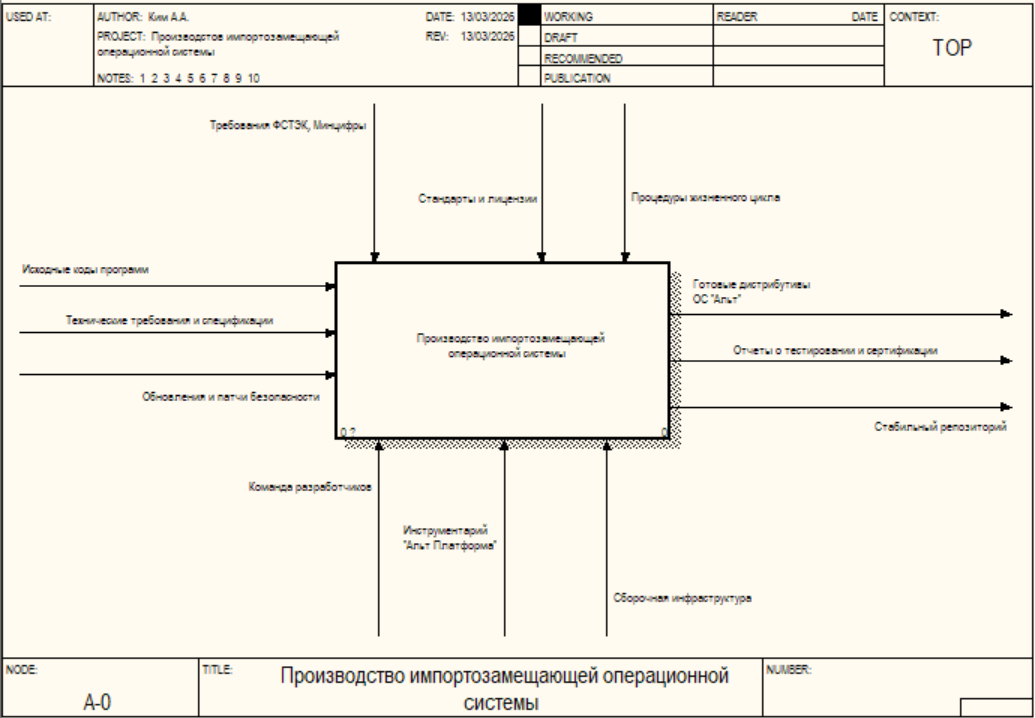 USED AT:
AUTHOR: Ким А.А.
DATE: 13/03/2026
PROJECT: Производстов импортозамещающей
операционной системы
REV: 13/03/2026
NOTES: 1 2 3 4 5 6 7 8 9 10
WORKING
DRAFT
RECOMMENDED
PUBLICATION
READER
DATE
CONTEXT:
TOP
Требования ФСТЭК, Минцифры
Стандарты и лицензии
Процедуры жизненного цикла
Исходные коды программ
Технические требования и спецификации
Обновления и патчи безопасности
Производство импортозамещающей
операционной системы
0 ?
0
Готовые дистрибутивы
ОС "Альт"
Отчеты о тестировании и сертификации
Стабильный репозиторий
Команда разработчиков
Инструментарий
"Альт Платформа"
Сборочная инфраструктура
NODE:
A-0
TITLE:
Производство импортозамещающей операционной
системы
NUMBER: